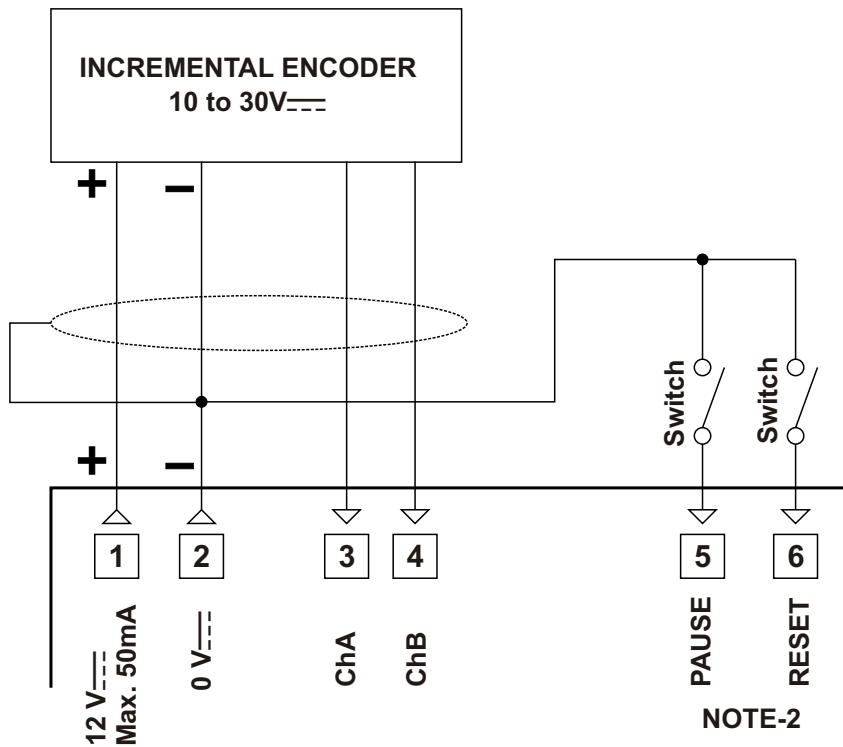 INCREMENTAL ENCODER
10 to 30V⎓
+
−
Switch
Switch
+
−
1
2
3
4
5
6
12 V⎓
Max. 50mA
0 V⎓
ChA
ChB
PAUSE
RESET
NOTE-2